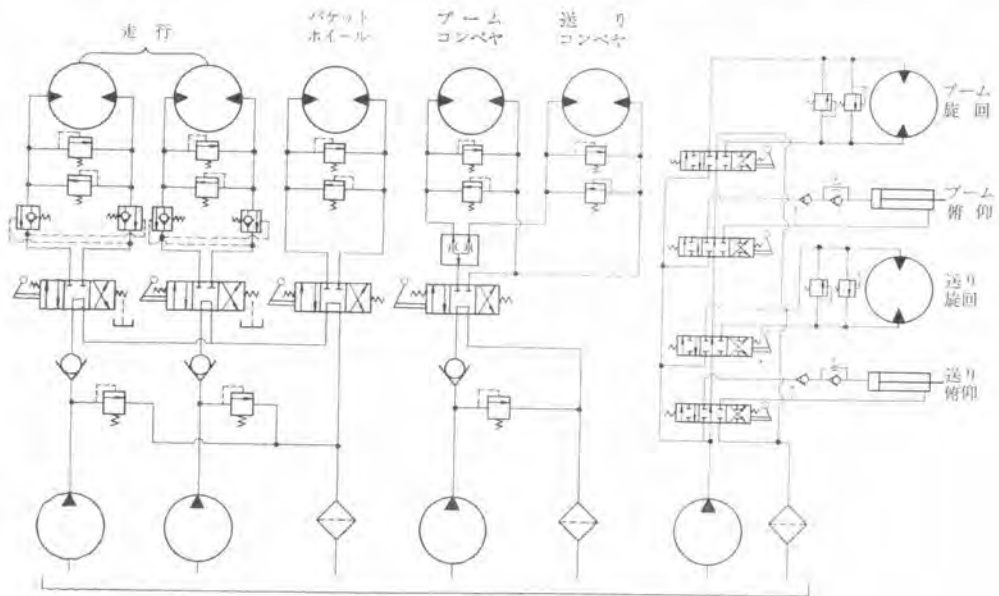 走行
バケット
ホイール
ブーム
コンベヤ
送り
コンベヤ
ブーム
旋回
ブーム
俯仰
送り
旋回
送り
俯仰